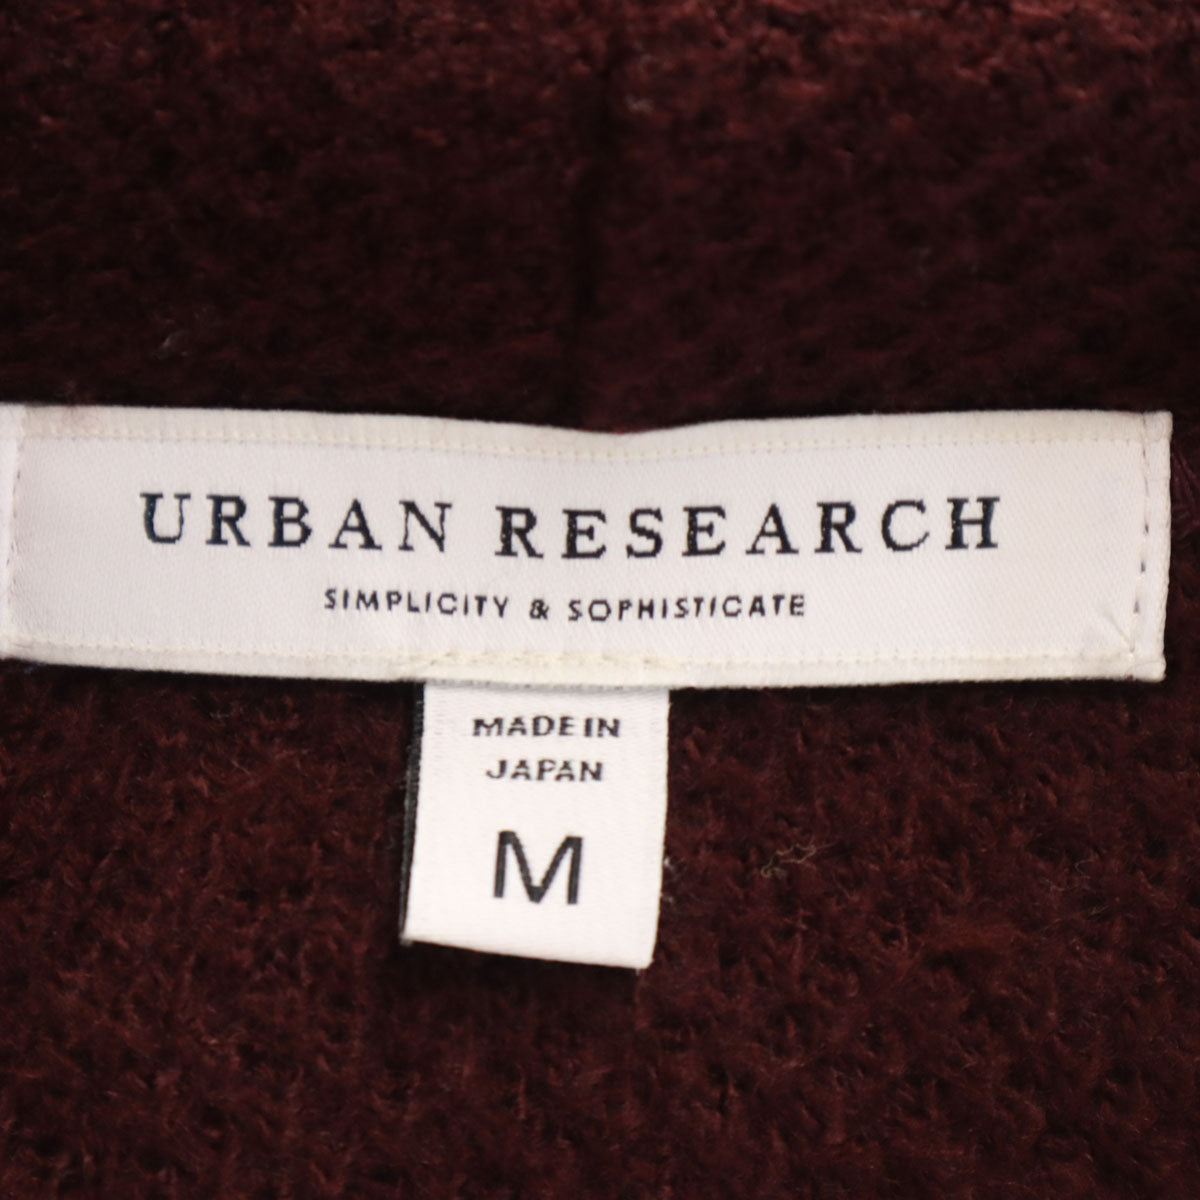 URBAN RESEARCH
SIMPLICITY & SOPHISTICATE
MADE IN
JAPAN
M